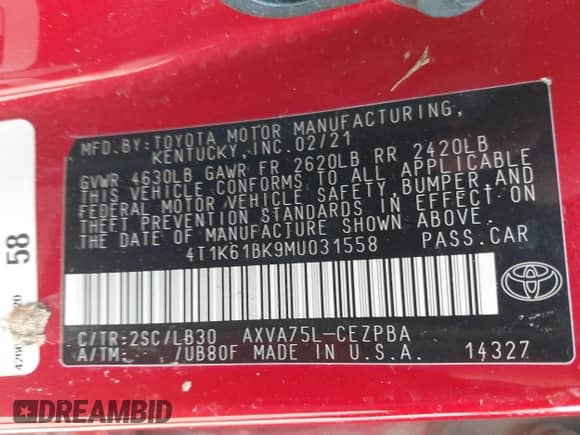 MFD.BY:TOYOTA MOTOR MANUFACTURING,
KENTUCKY,INC.02/21
GVWR 4630LB GAWR FR 2620LB RR 2420LB
THIS VEHICLE CONFORMS TO ALL APPLICABLE
FEDERAL MOTOR VEHICLE SAFETY, BUMPER AND
THEFT PREVENTION STANDARDS IN EFFECT ON
THE DATE OF MANUFACTURE SHOWN ABOVE.
4T1K61BK9MU031558 PASS.CAR
C/TR:2SC/LB30 AXVA75L-CEZPBA
A/TM: /UB80F MADE IN U.S.A. 14327
TOYOTA
58
DREAMBID